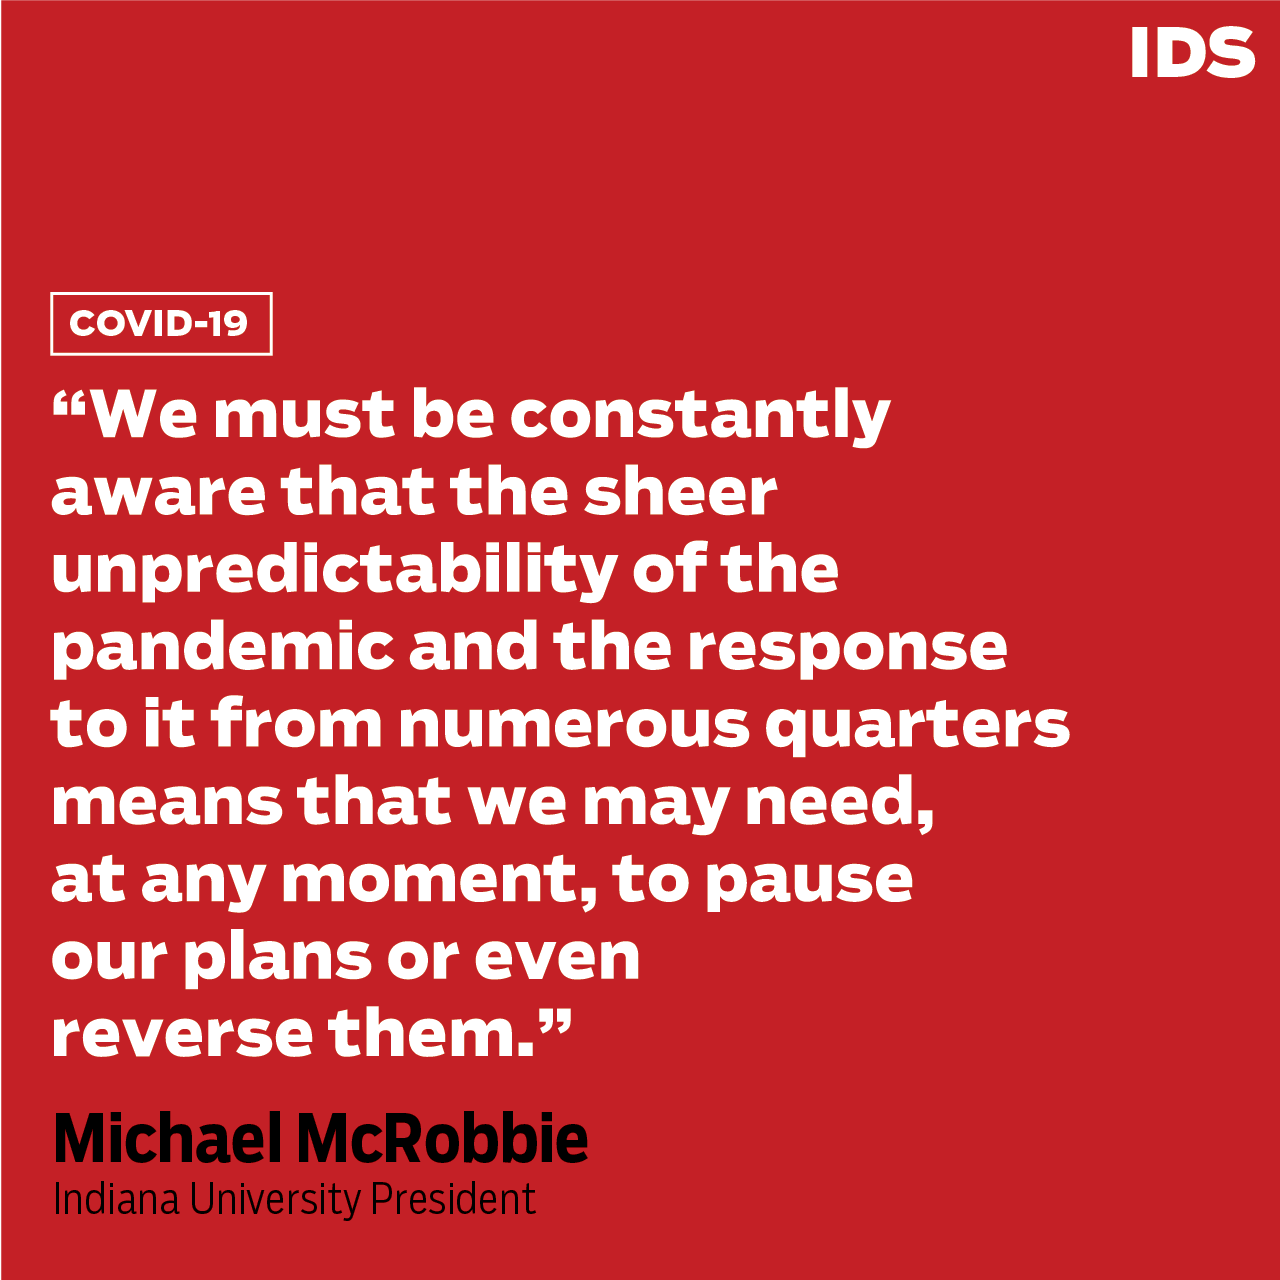 IDS
COVID-19
“We must be constantly
aware that the sheer
unpredictability of the
pandemic and the response
to it from numerous quarters
means that we may need,
at any moment, to pause
our plans or even
reverse them.”
Michael McRobbie
Indiana University President